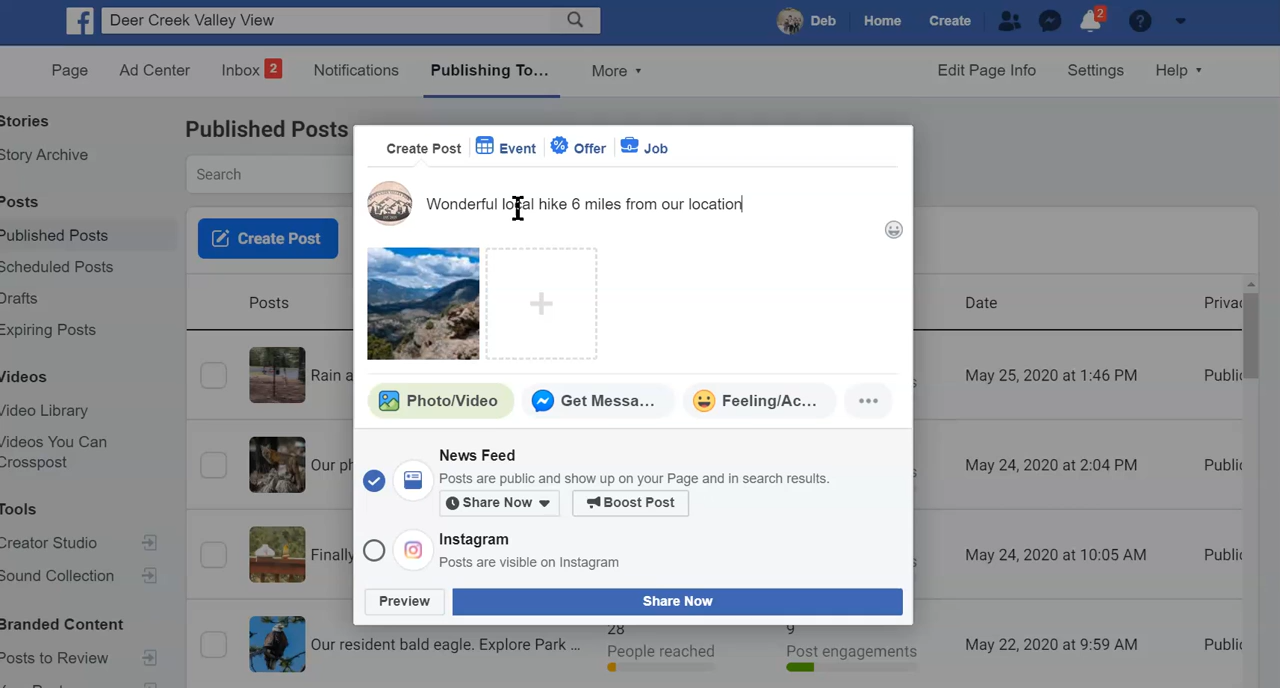 Deer Creek Valley View
Deb Home Create 2
Page Ad Center Inbox 2 Notifications Publishing To... More Edit Page Info Settings Help
Stories
Story Archive
Posts
Published Posts
Scheduled Posts
Drafts
Expiring Posts
Videos
Video Library
Videos You Can
Crosspost
Tools
Creator Studio
Sound Collection
Branded Content
Posts to Review
Published Posts
Search
Create Post
Posts Date
Rain a May 25, 2020 at 1:46 PM
Our ph May 24, 2020 at 2:04 PM
Finally May 24, 2020 at 10:05 AM
28 9
Our resident bald eagle. Explore Park ... People reached Post engagements May 22, 2020 at 9:59 AM
Create Post Event Offer Job
Wonderful local hike 6 miles from our location
Photo/Video Get Messa... Feeling/Ac...
News Feed
Posts are public and show up on your Page and in search results.
Share Now Boost Post
Instagram
Posts are visible on Instagram
Preview Share Now